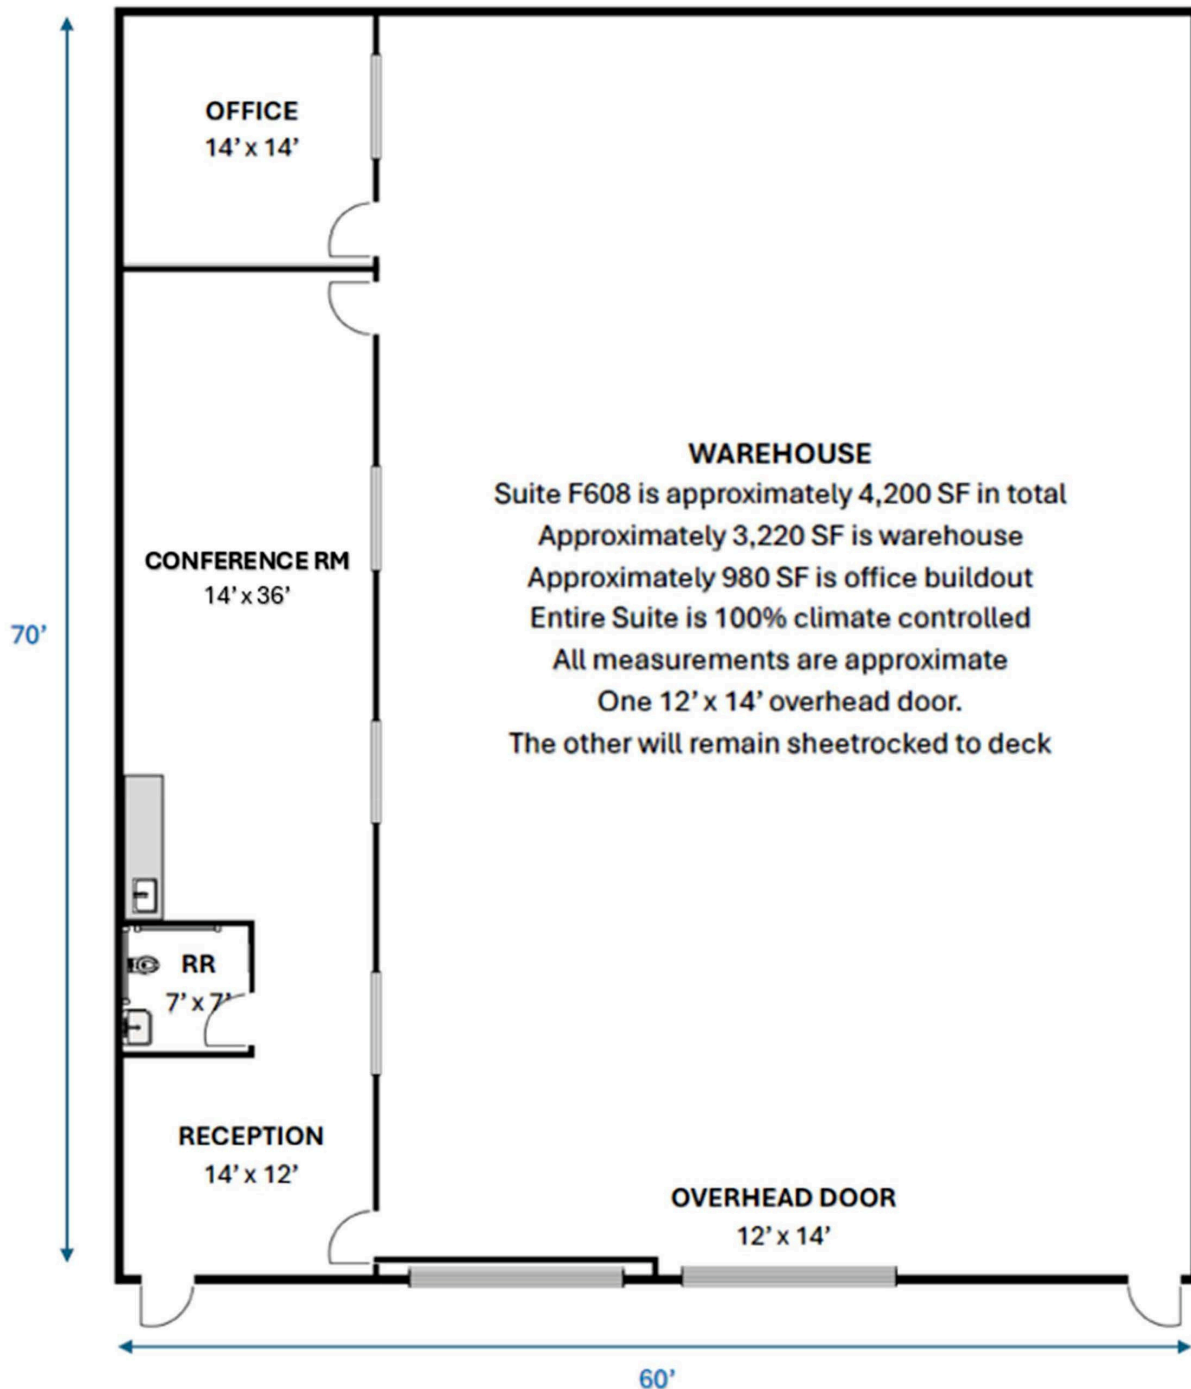 OFFICE
14’ x 14’
CONFERENCE RM
14’ x 36’
70’
WAREHOUSE
Suite F608 is approximately 4,200 SF in total
Approximately 3,220 SF is warehouse
Approximately 980 SF is office buildout
Entire Suite is 100% climate controlled
All measurements are approximate
One 12’ x 14’ overhead door.
The other will remain sheetrocked to deck
RR
7’ x 7’
RECEPTION
14’ x 12’
OVERHEAD DOOR
12’ x 14’
60’